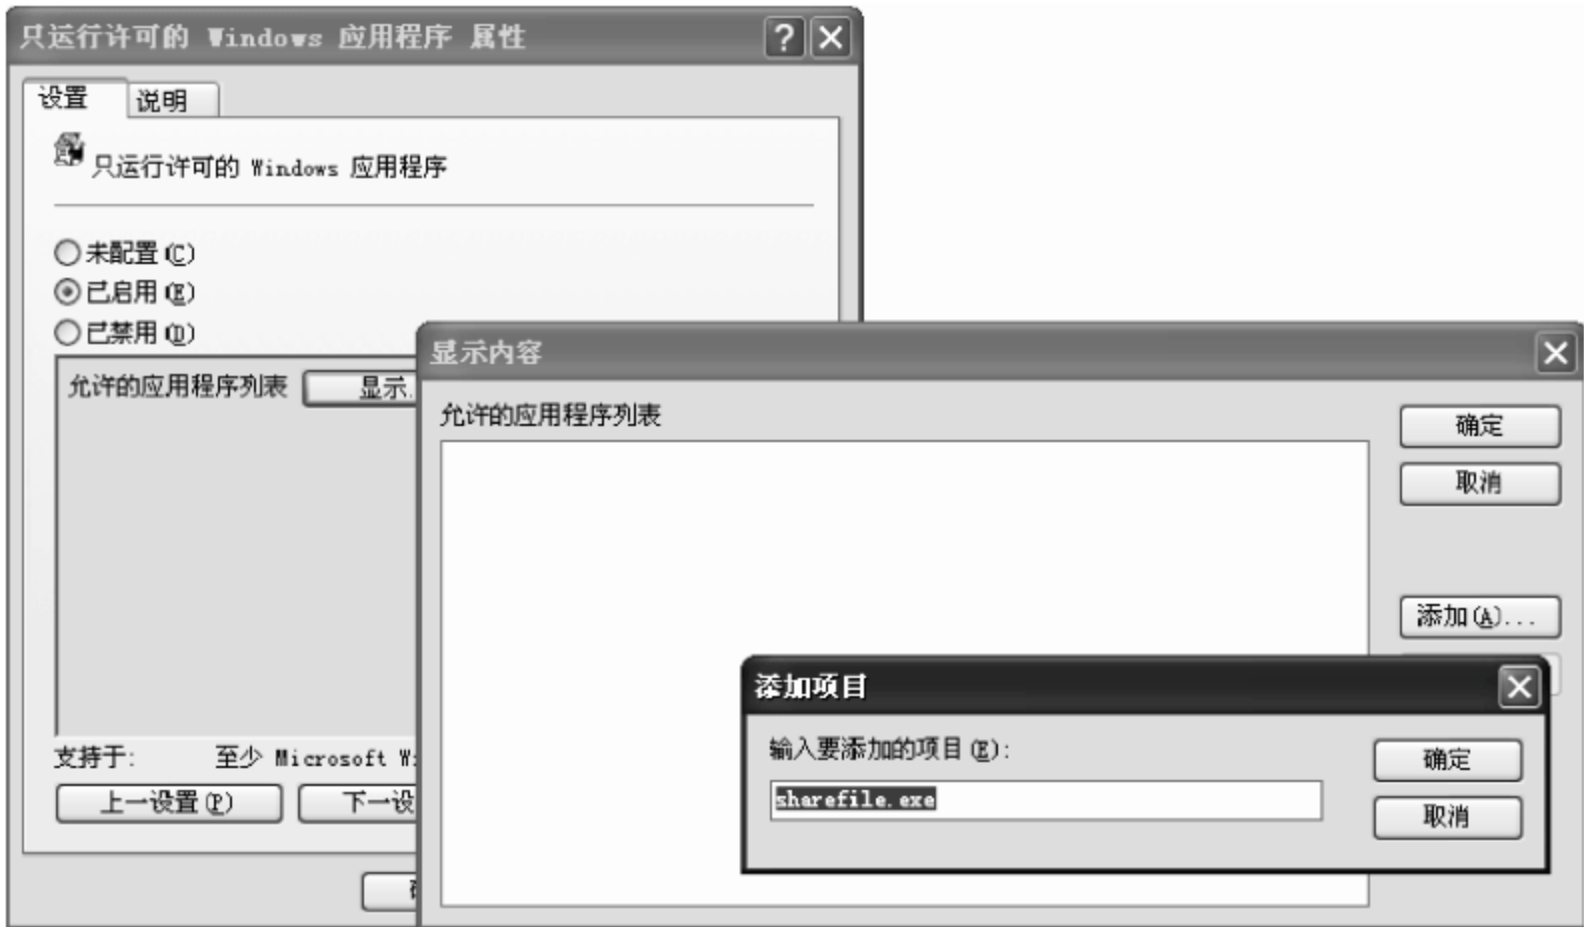 只运行许可的 Windows 应用程序 属性
设置
说明
只运行许可的 Windows 应用程序
未配置(C)
已启用(E)
已禁用(D)
允许的应用程序列表
显示
支持于:
至少 Microsoft W
上一设置(P)
下一设
显示内容
允许的应用程序列表
确定
取消
添加(A)...
添加项目
输入要添加的项目(E):
sharefile.exe
确定
取消